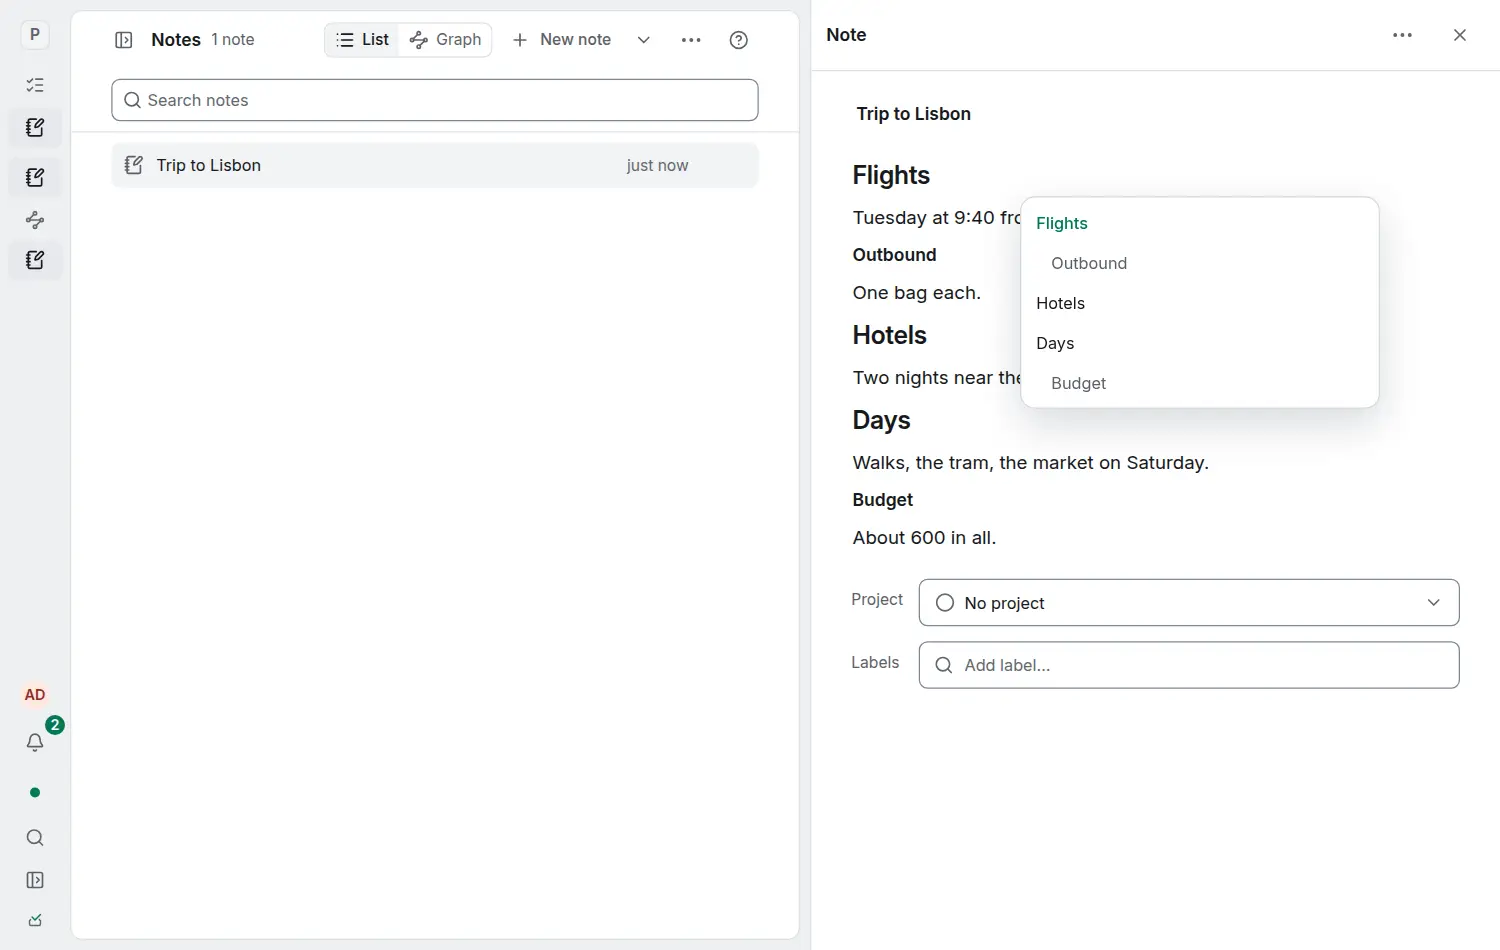 P
Notes 1 note
List
Graph
New note
Search notes
Trip to Lisbon
just now
AD
2
Note
Trip to Lisbon
Flights
Tuesday at 9:40
Outbound
One bag each.
Hotels
Two nights near
Days
Walks, the tram, the market on Saturday.
Budget
About 600 in all.
Flights
Outbound
Hotels
Days
Budget
Project
No project
Labels
Add label...